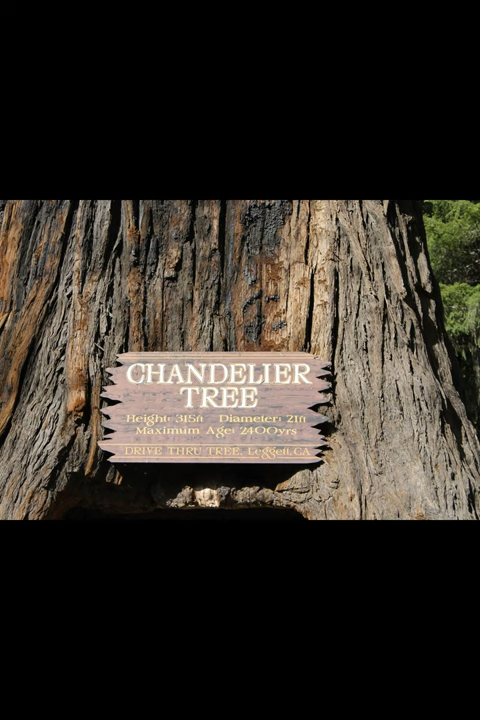 CHANDELIER
TREE
Height: 315ft Diameter: 21ft
Maximum Age: 2400yrs
DRIVE THRU TREE, Leggett, CA